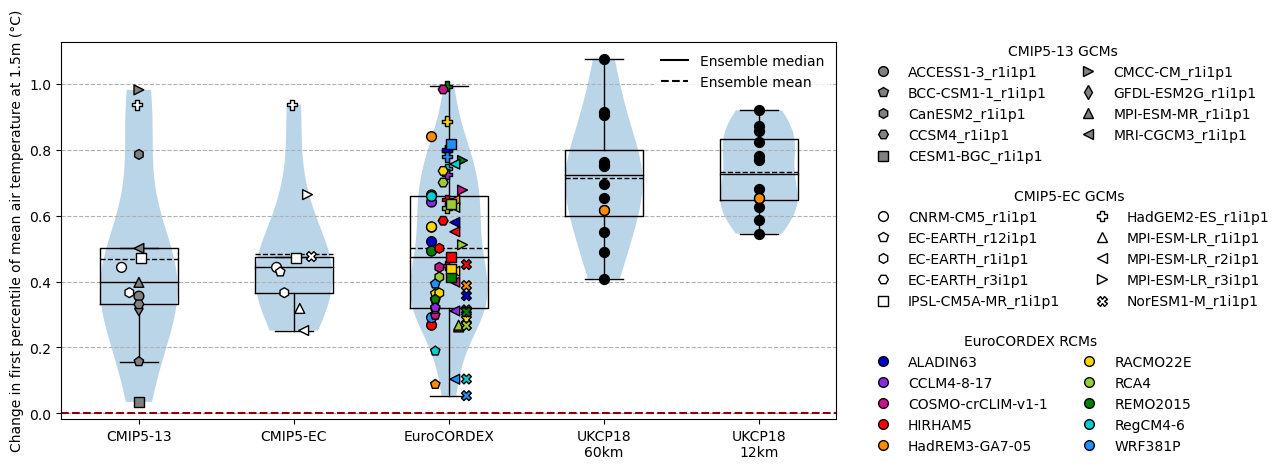 Change in first percentile of mean air temperature at 1.5m (°C)
1.0
0.8
0.6
0.4
0.2
0.0
CMIP5-13
CMIP5-EC
EuroCORDEX
UKCP18
60km
UKCP18
12km
Ensemble median
Ensemble mean
CMIP5-13 GCMs
ACCESS1-3_r1i1p1
BCC-CSM1-1_r1i1p1
CanESM2_r1i1p1
CCSM4_r1i1p1
CESM1-BGC_r1i1p1
CMCC-CM_r1i1p1
GFDL-ESM2G_r1i1p1
MPI-ESM-MR_r1i1p1
MRI-CGCM3_r1i1p1
CMIP5-EC GCMs
CNRM-CM5_r1i1p1
EC-EARTH_r12i1p1
EC-EARTH_r1i1p1
EC-EARTH_r3i1p1
IPSL-CM5A-MR_r1i1p1
HadGEM2-ES_r1i1p1
MPI-ESM-LR_r1i1p1
MPI-ESM-LR_r2i1p1
MPI-ESM-LR_r3i1p1
NorESM1-M_r1i1p1
EuroCORDEX RCMs
ALADIN63
CCLM4-8-17
COSMO-crCLIM-v1-1
HIRHAM5
HadREM3-GA7-05
RACMO22E
RCA4
REMO2015
RegCM4-6
WRF381P